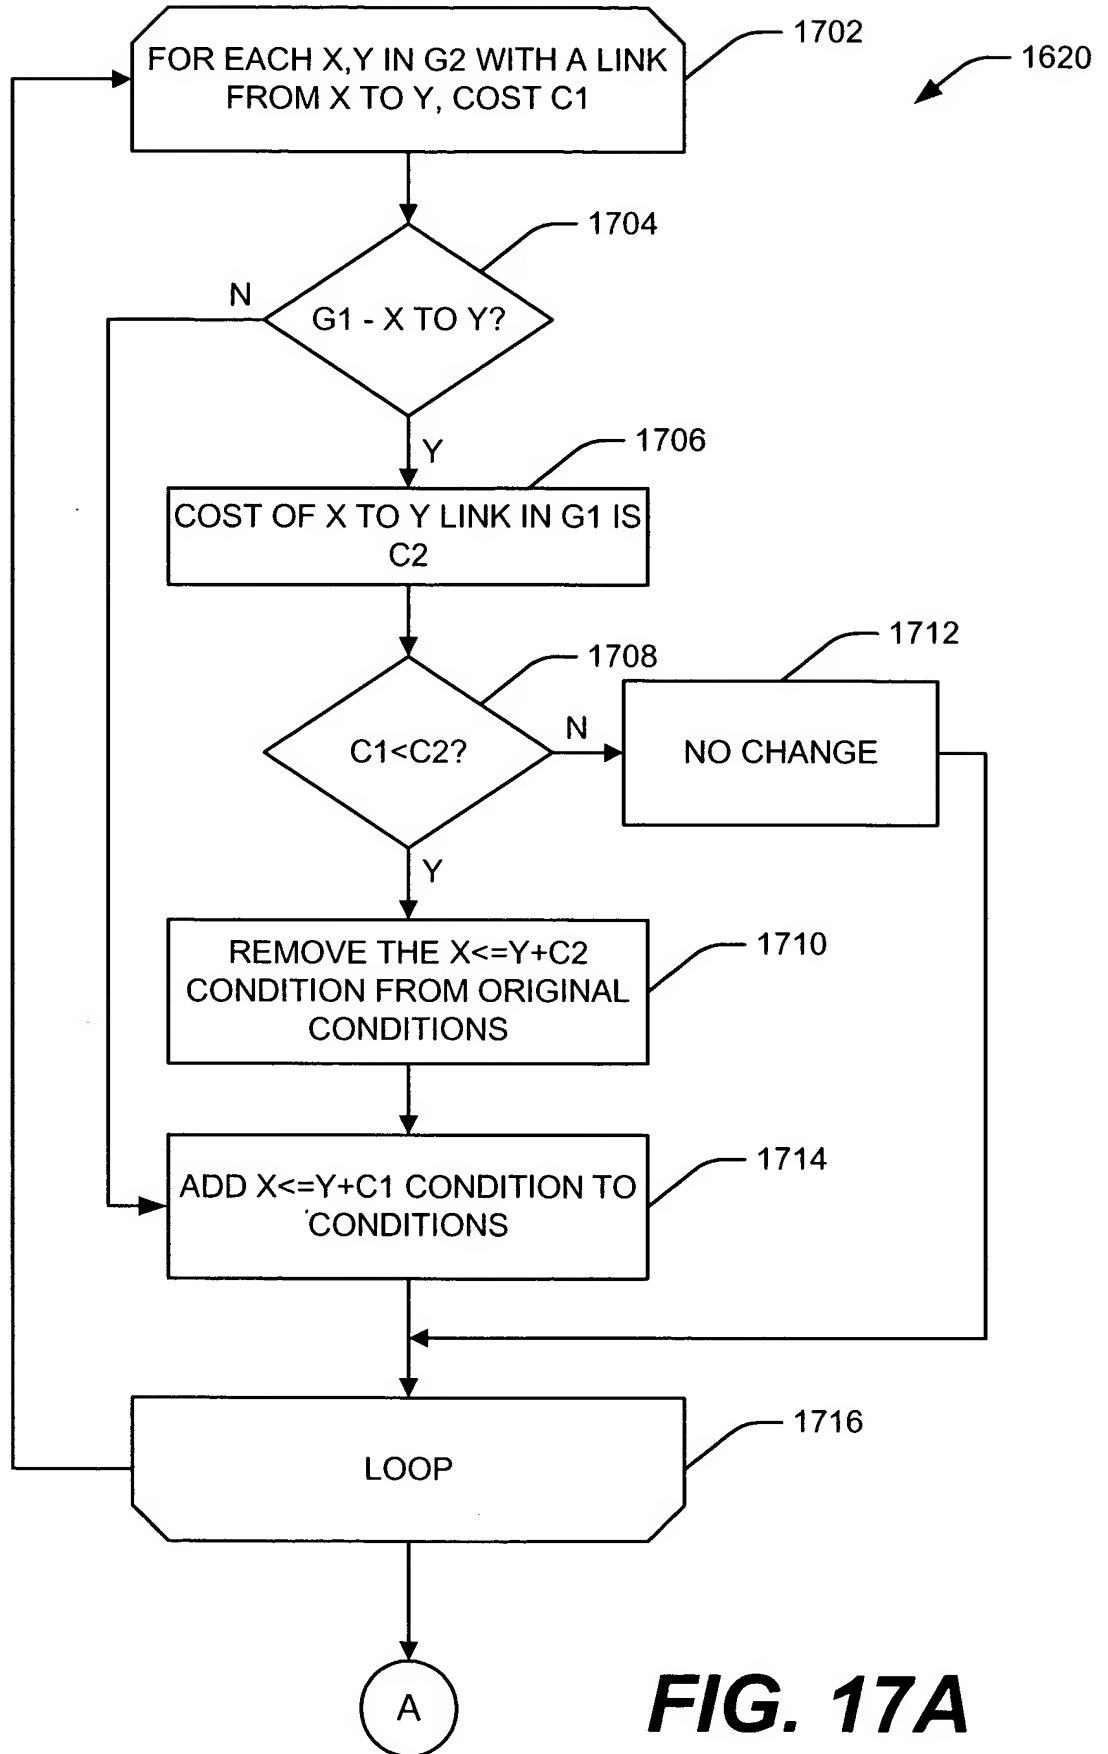 1702
FOR EACH X,Y IN G2 WITH A LINK
FROM X TO Y, COST C1
1620
1704
N
G1 - X TO Y?
Y
1706
COST OF X TO Y LINK IN G1 IS
C2
1712
1708
C1<C2?
N
NO CHANGE
Y
REMOVE THE X<=Y+C2
CONDITION FROM ORIGINAL
CONDITIONS
1710
ADD X<=Y+C1 CONDITION TO
CONDITIONS
1714
1716
LOOP
A
FIG. 17A